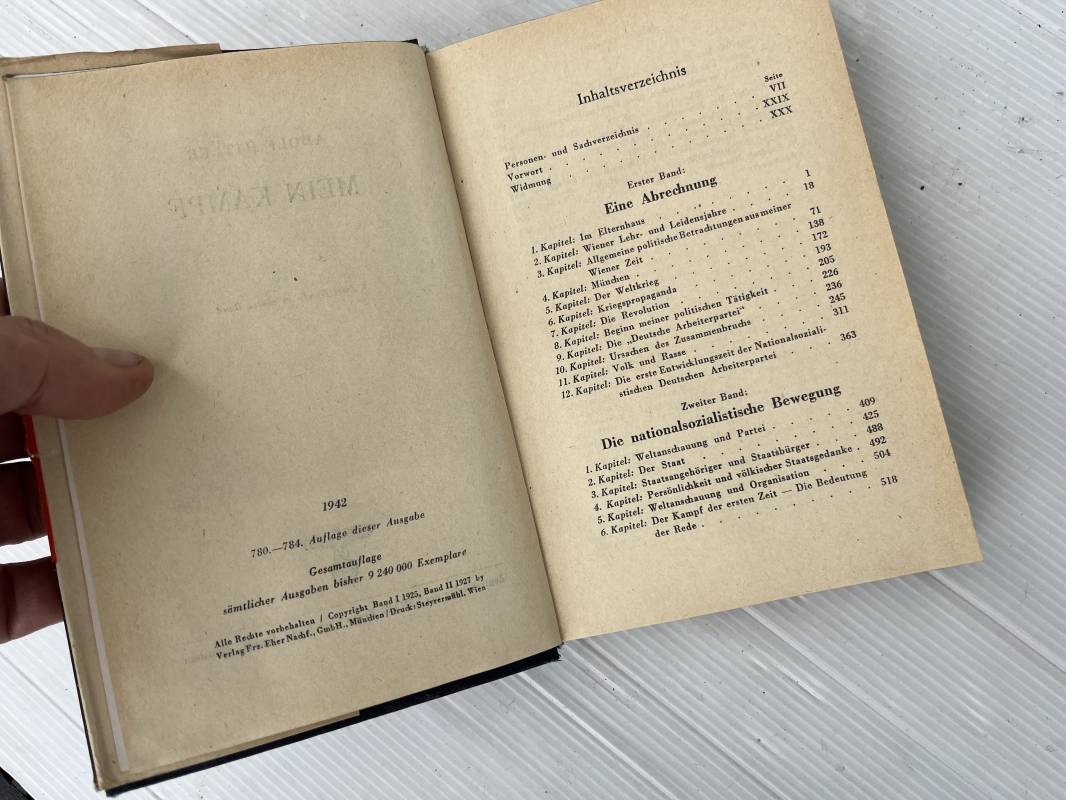 1942
780.—784. Auflage dieser Ausgabe
Gesamtauflage
sämtlicher Ausgaben bisher 9 240 000 Exemplare
Alle Rechte vorbehalten / Copyright Band I 1925, Band II 1927 by
Verlag Frz. Eher Nachf., GmbH., München / Druck: Steyrermühl, Wien
Inhaltsverzeichnis
Seite
Personen- und Sachverzeichnis . . . . . . . VII
Vorwort . . . . . . . . . . . . XXIX
Widmung . . . . . . . . . . . XXX
Erster Band:
Eine Abrechnung
1. Kapitel: Im Elternhaus . . . . . . . . 1
2. Kapitel: Wiener Lehr- und Leidensjahre . . . . 18
3. Kapitel: Allgemeine politische Betrachtungen aus meiner
Wiener Zeit . . . . . . . . . 71
4. Kapitel: München . . . . . . . . . 138
5. Kapitel: Der Weltkrieg . . . . . . . . 172
6. Kapitel: Kriegspropaganda . . . . . . . 193
7. Kapitel: Die Revolution . . . . . . . . 205
8. Kapitel: Beginn meiner politischen Tätigkeit . . . 226
9. Kapitel: Die „Deutsche Arbeiterpartei“ . . . . 236
10. Kapitel: Ursachen des Zusammenbruchs . . . . 245
11. Kapitel: Volk und Rasse . . . . . . . . 311
12. Kapitel: Die erste Entwicklungszeit der Nationalsoziali-
stischen Deutschen Arbeiterpartei . . . . 363
Zweiter Band:
Die nationalsozialistische Bewegung
1. Kapitel: Weltanschauung und Partei . . . . . 409
2. Kapitel: Der Staat . . . . . . . . . 425
3. Kapitel: Staatsangehöriger und Staatsbürger . . . 488
4. Kapitel: Persönlichkeit und völkischer Staatsgedanke . 492
5. Kapitel: Weltanschauung und Organisation . . . . 504
6. Kapitel: Der Kampf der ersten Zeit — Die Bedeutung
der Rede . . . . . . . . . . 518
ADOLF HITLER
MEIN KAMPF